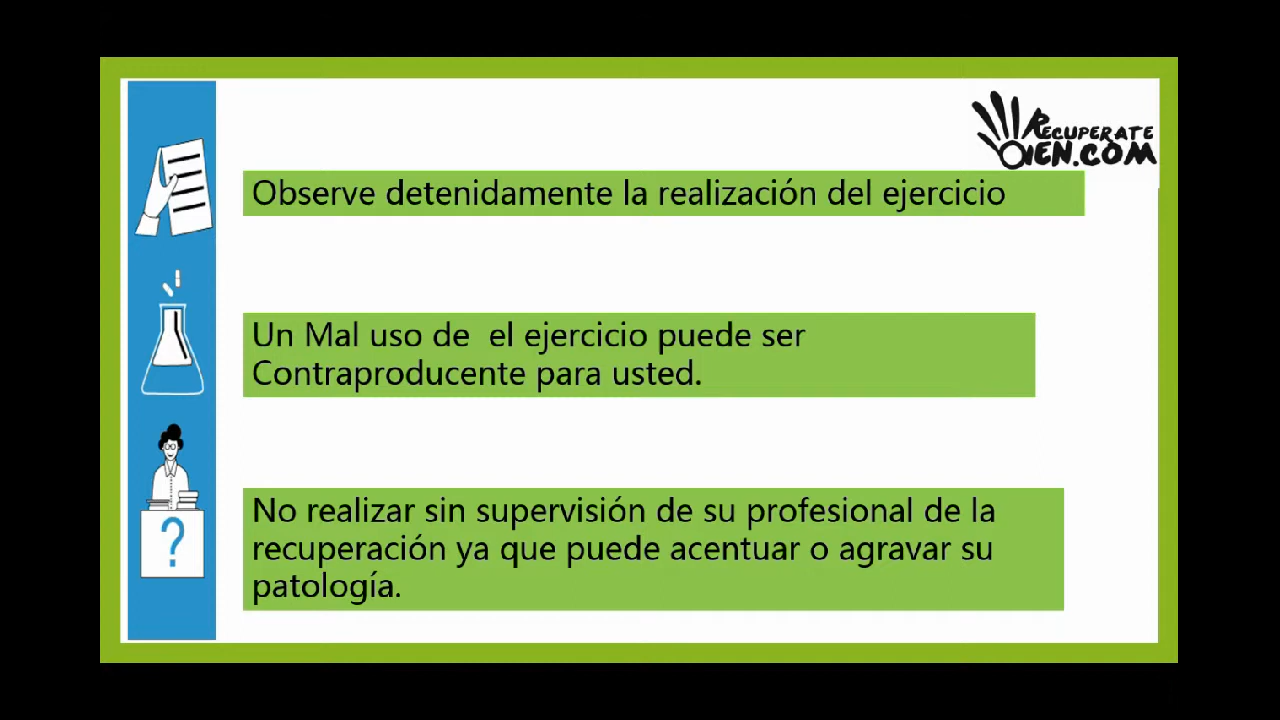 RECUPERATE
BIEN.COM
Observe detenidamente la realización del ejercicio
Un Mal uso de  el ejercicio puede ser
Contraproducente para usted.
No realizar sin supervisión de su profesional de la
recuperación ya que puede acentuar o agravar su
patología.
?